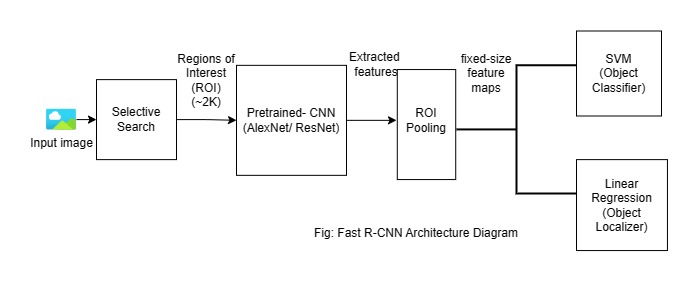 Input image
Selective
Search
Regions of
Interest
(ROI)
(~2K)
Pretrained- CNN
(AlexNet/ ResNet)
Extracted
features
ROI
Pooling
fixed-size
feature
maps
SVM
(Object
Classifier)
Linear
Regression
(Object
Localizer)
Fig: Fast R-CNN Architecture Diagram